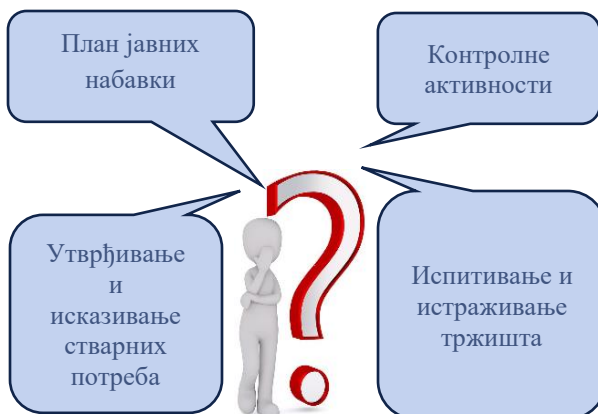 План јавних
набавки
Контролне
активности
Утврђивање
и
исказивање
стварних
потреба
Испитивање и
истраживање
тржишта